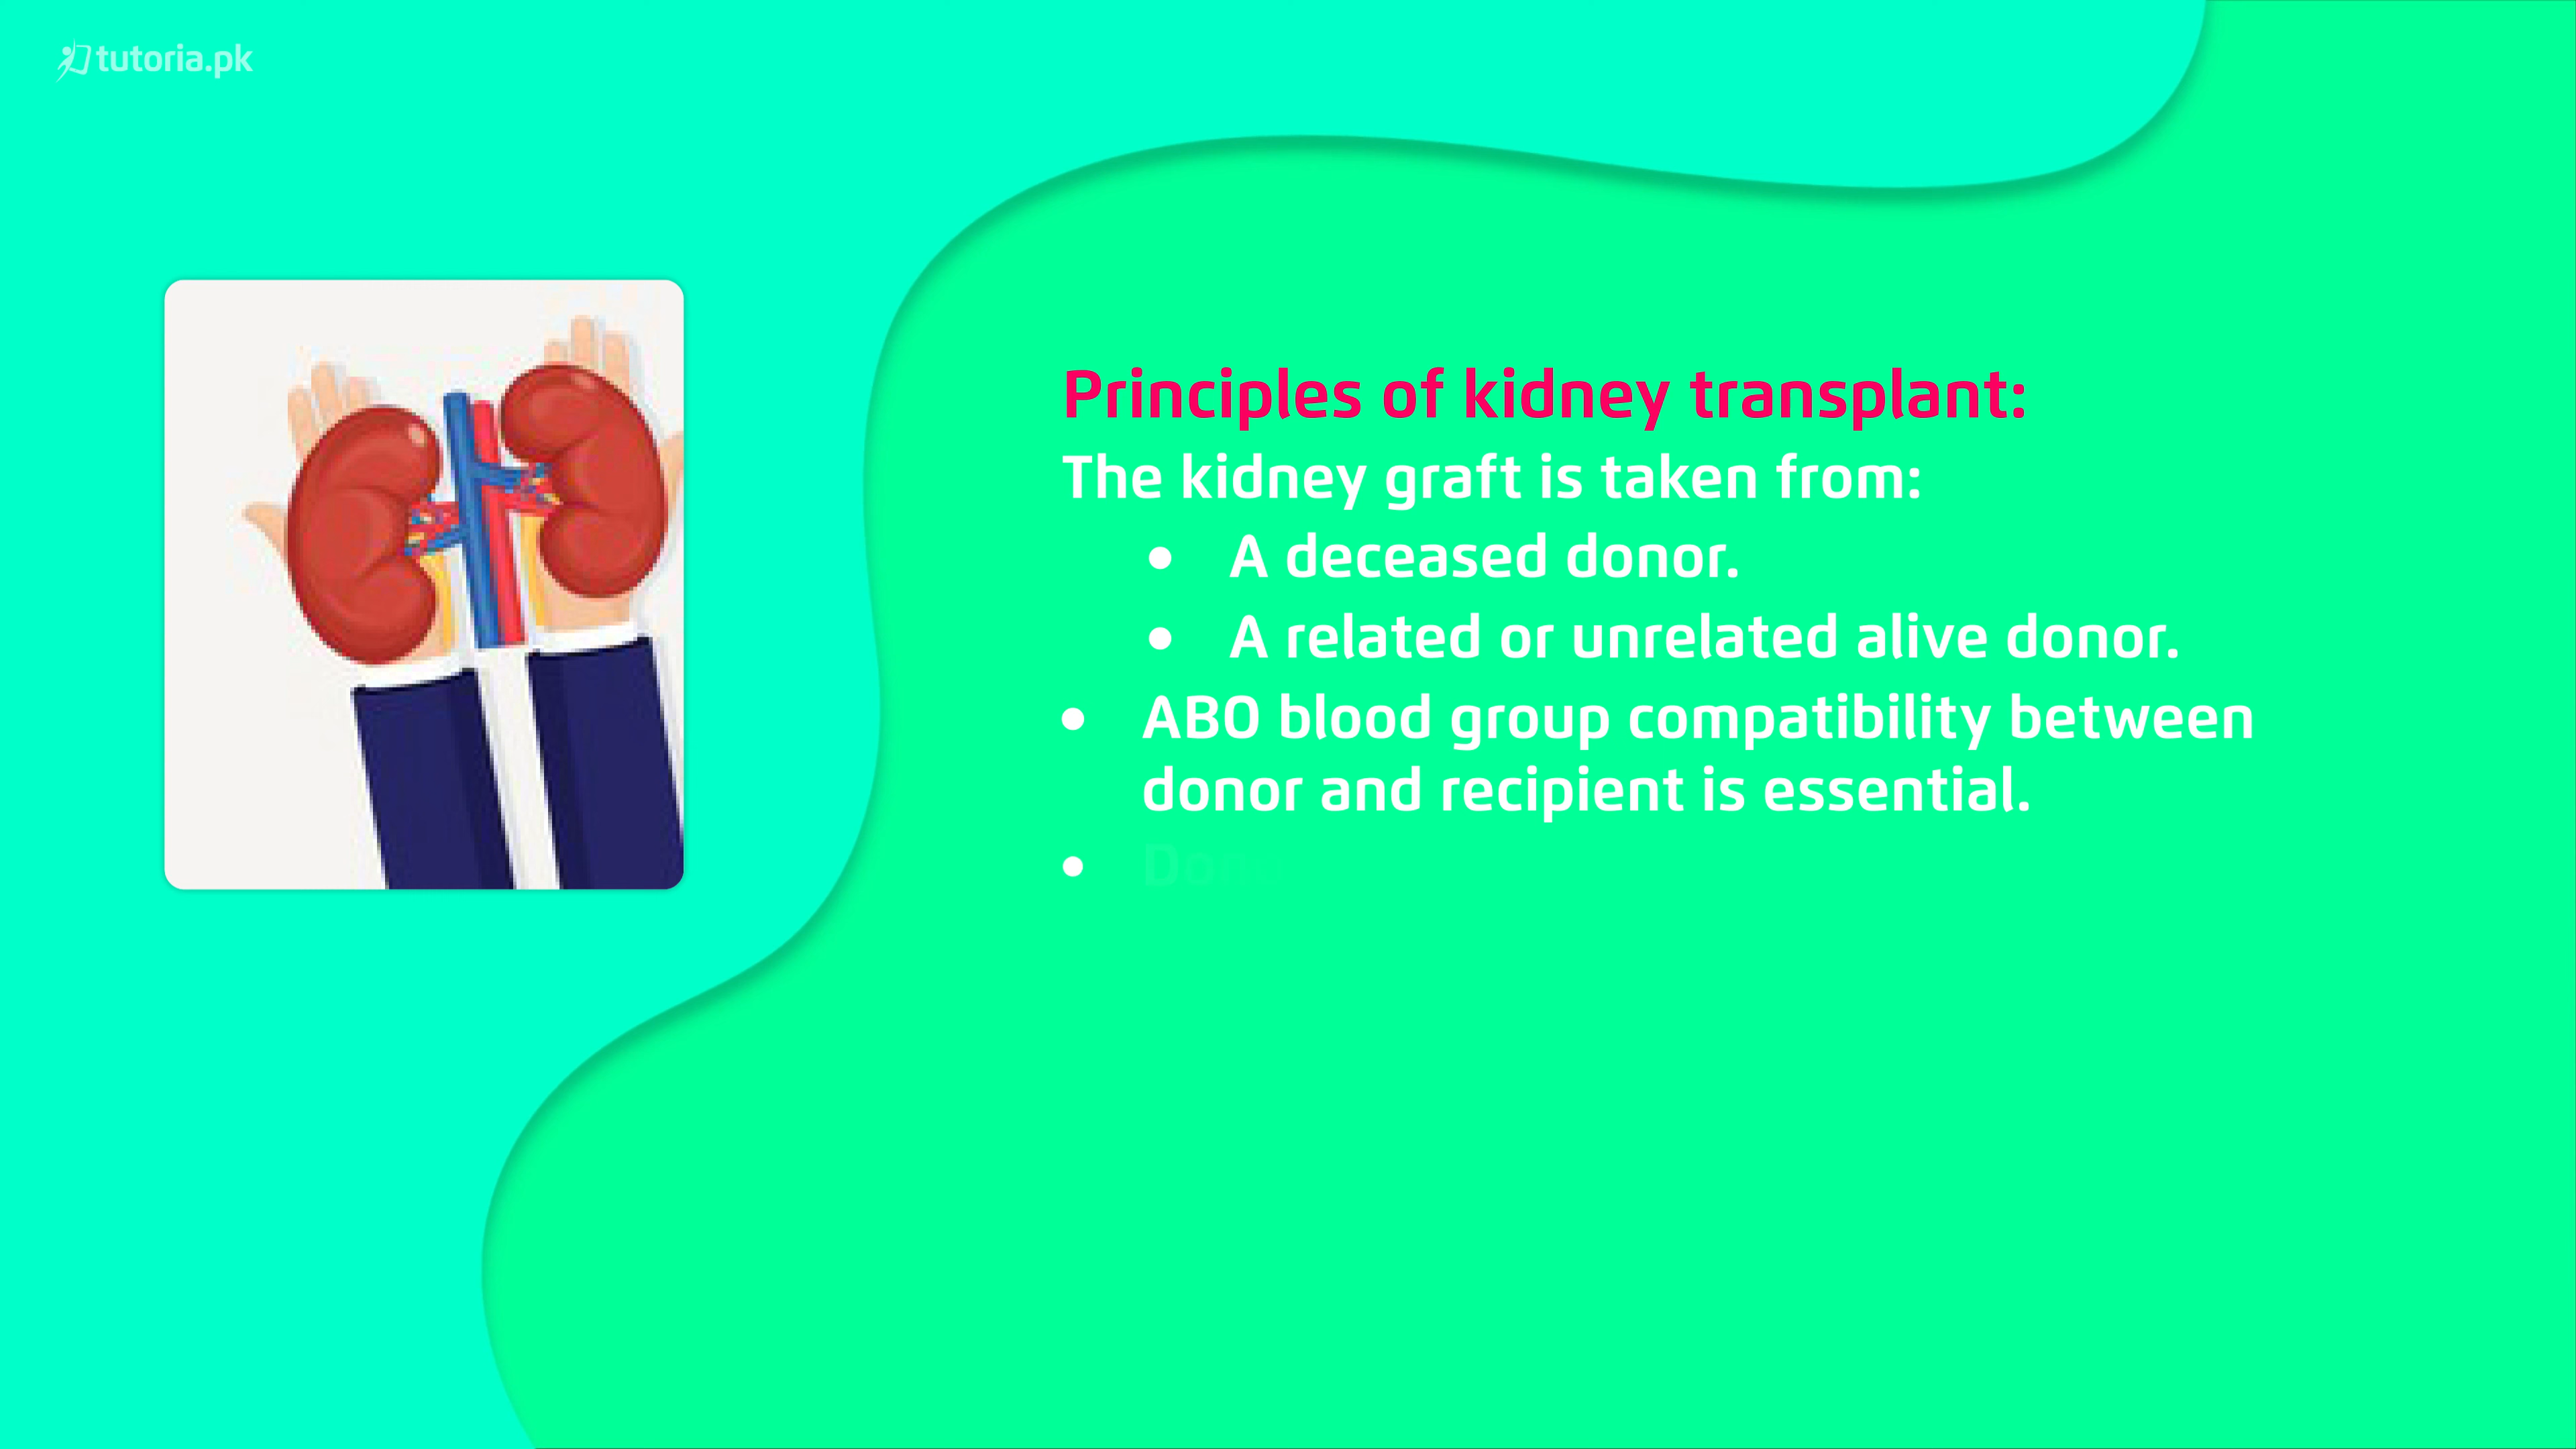 tutoria.pk
Principles of kidney transplant:
The kidney graft is taken from:
• A deceased donor.
• A related or unrelated alive donor.
• ABO blood group compatibility between
donor and recipient is essential.
•